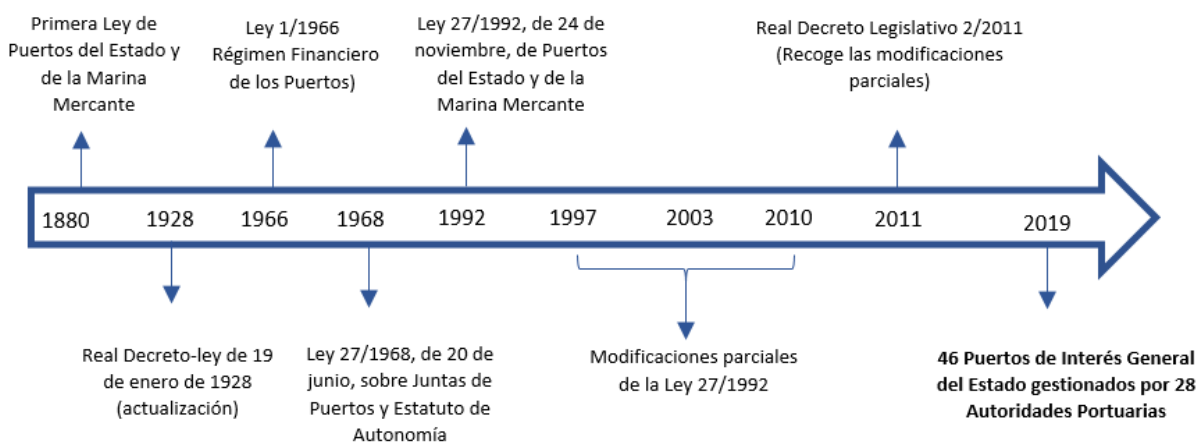 Primera Ley de
Puertos del Estado y
de la Marina
Mercante
Ley 1/1966
Régimen Financiero
de los Puertos)
Ley 27/1992, de 24 de
noviembre, de Puertos
del Estado y de la
Marina Mercante
Real Decreto Legislativo 2/2011
(Recoge las modificaciones
parciales)
1880 1928 1966 1968 1992 1997 2003 2010 2011 2019
Real Decreto-ley de 19
de enero de 1928
(actualización)
Ley 27/1968, de 20 de
junio, sobre Juntas de
Puertos y Estatuto de
Autonomía
Modificaciones parciales
de la Ley 27/1992
46 Puertos de Interés General
del Estado gestionados por 28
Autoridades Portuarias